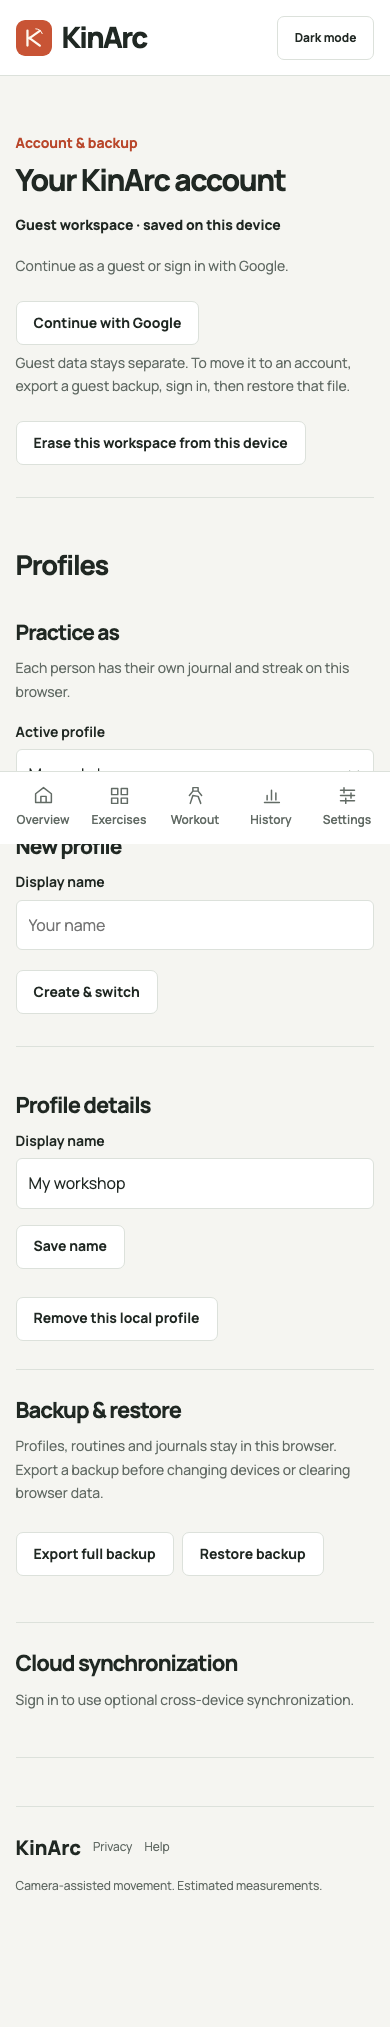 KinArc
Dark mode
Account & backup
Your KinArc account
Guest workspace · saved on this device
Continue as a guest or sign in with Google.
Continue with Google
Guest data stays separate. To move it to an account,
export a guest backup, sign in, then restore that file.
Erase this workspace from this device
Profiles
Practice as
Each person has their own journal and streak on this
browser.
Active profile
Overview Exercises Workout History Settings
New profile
Display name
Your name
Create & switch
Profile details
Display name
My workshop
Save name
Remove this local profile
Backup & restore
Profiles, routines and journals stay in this browser.
Export a backup before changing devices or clearing
browser data.
Export full backup Restore backup
Cloud synchronization
Sign in to use optional cross-device synchronization.
KinArc Privacy Help
Camera-assisted movement. Estimated measurements.